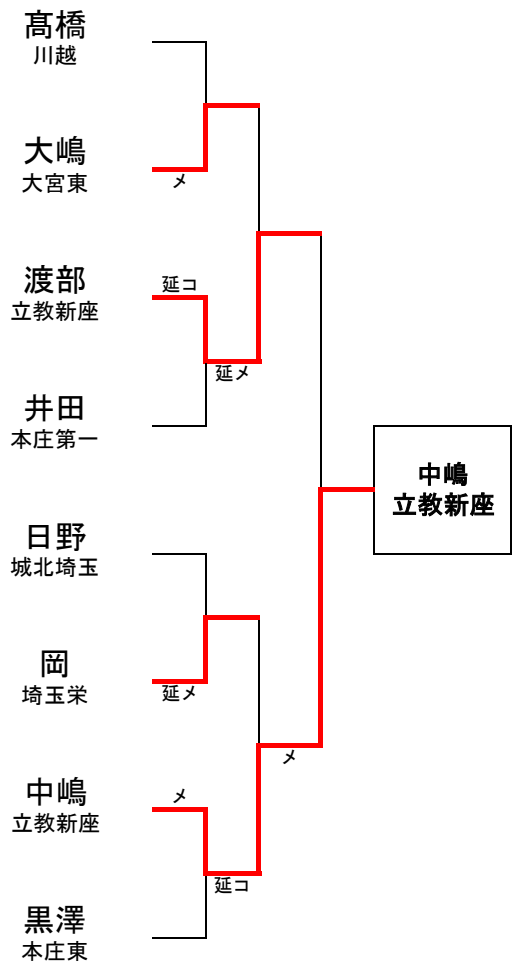 髙橋
川越
大嶋
大宮東
メ
渡部
立教新座
延コ
延メ
井田
本庄第一
中嶋
立教新座
日野
城北埼玉
岡
埼玉栄
延メ
メ
中嶋
立教新座
メ
延コ
黒澤
本庄東